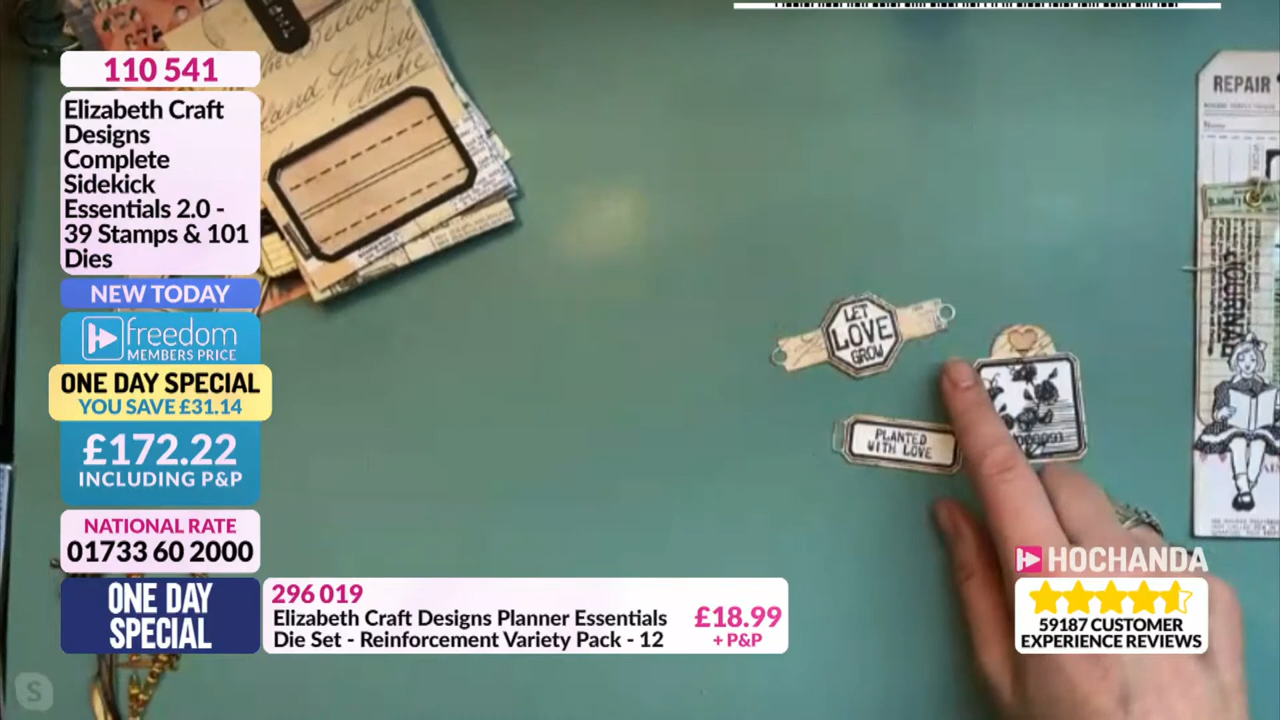 110 541
Elizabeth Craft
Designs
Complete
Sidekick
Essentials 2.0 -
39 Stamps & 101
Dies
NEW TODAY
freedom
MEMBERS PRICE
ONE DAY SPECIAL
YOU SAVE £31.14
£172.22
INCLUDING P&P
NATIONAL RATE
01733 60 2000
ONE DAY
SPECIAL
296 019
Elizabeth Craft Designs Planner Essentials
Die Set - Reinforcement Variety Pack - 12
£18.99
+ P&P
LET
LOVE
GROW
PLANTED
WITH LOVE
REPAIR
Name
JOURNAL
HOCHANDA
59187 CUSTOMER
EXPERIENCE REVIEWS
S